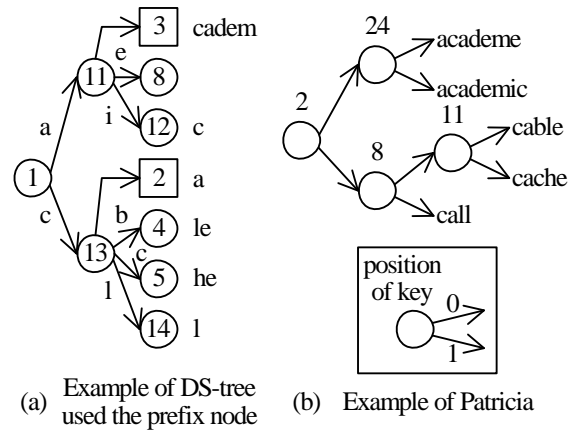 3 cadem
e
11 8
a i
12 c
1
2 a
c b
4 le
13 c
5 he
l
14 l
(a) Example of DS-tree
used the prefix node
24
academe
2
academic
11
8 cable
cache
call
position
of key
0
1
(b) Example of Patricia